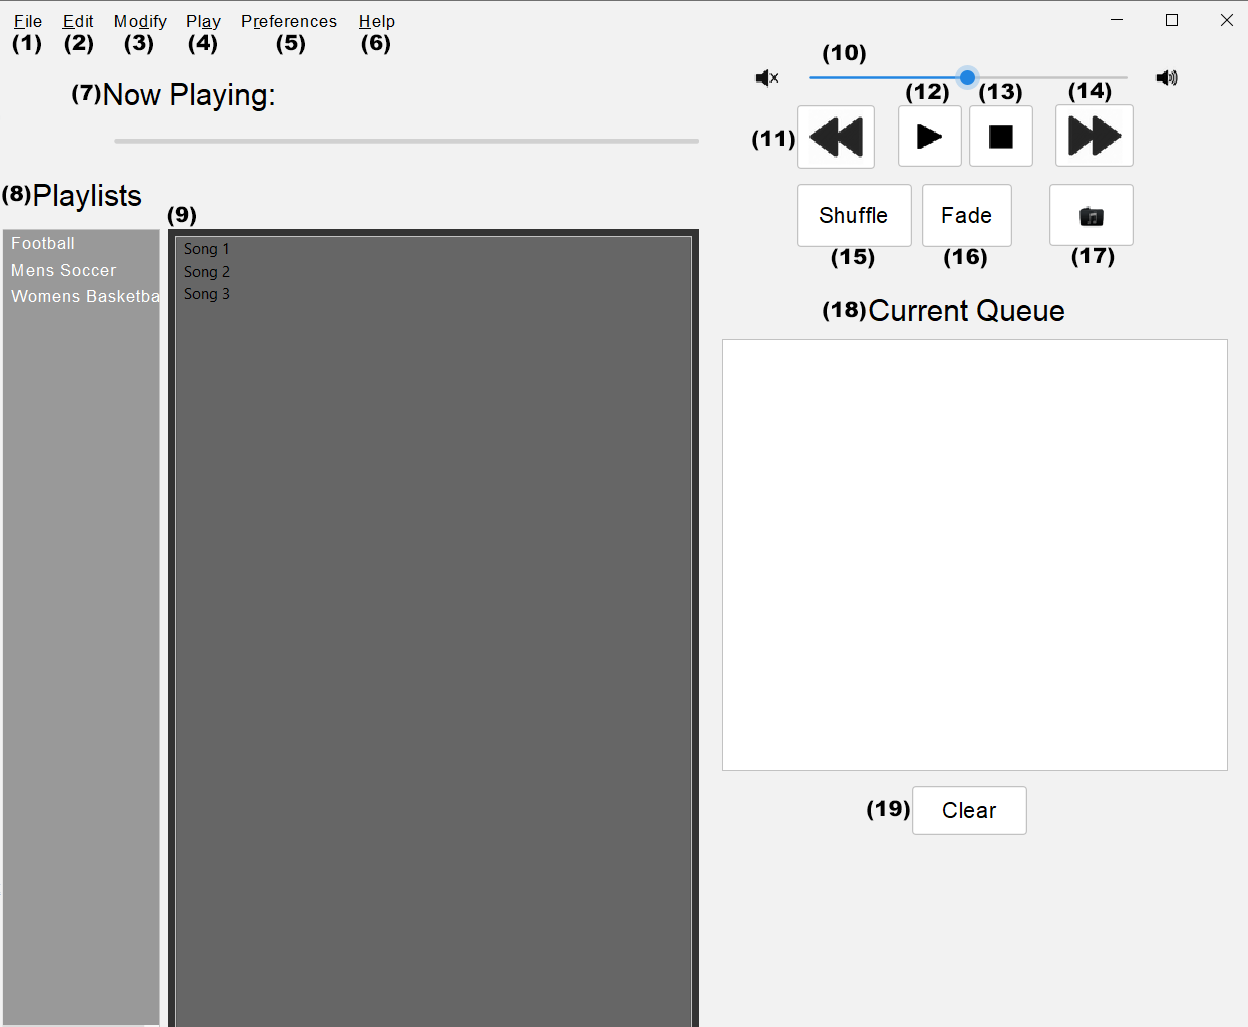 File Edit Modify Play Preferences Help
(1) (2) (3) (4) (5) (6)
(7)Now Playing:
(8)Playlists
Football
Mens Soccer
Womens Basketba
(9)
Song 1
Song 2
Song 3
(10)
(12) (13) (14)
(11)
Shuffle Fade
(15) (16) (17)
(18)Current Queue
(19) Clear